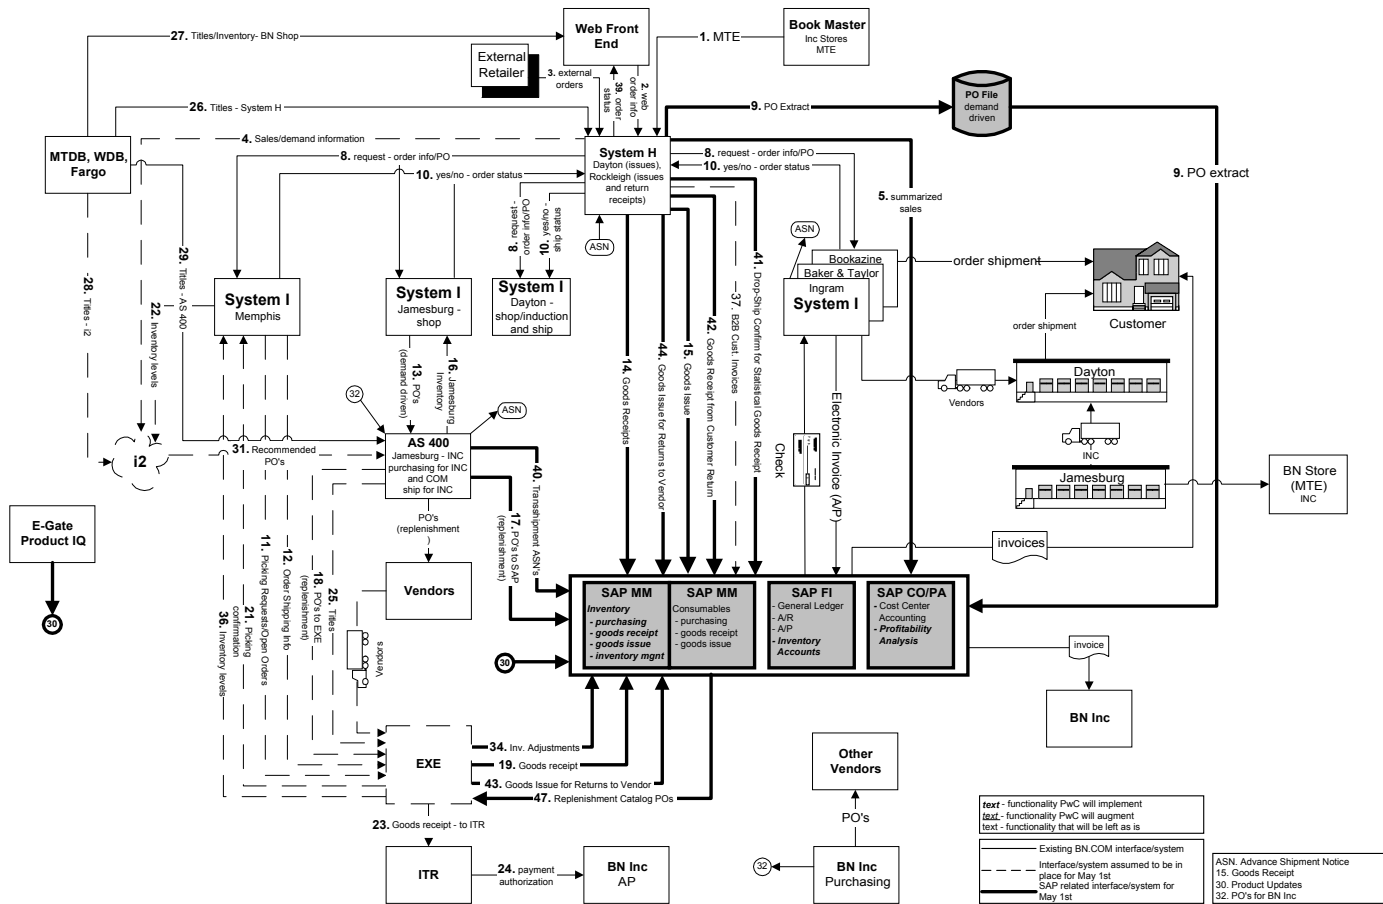 27. Titles/Inventory- BN Shop
Web Front
End
1. MTE
Book Master
Inc Stores
MTE
External
Retailer
3. external
orders
39. order
status
2. web
order info
26. Titles - System H
9. PO Extract
PO File
demand
driven
4. Sales/demand information
MTDB, WDB,
Fargo
8. request - order info/PO
10. yes/no - order status
System H
Dayton (issues),
Rockleigh (issues
and return
receipts)
8. request - order info/PO
10. yes/no - order status
5. summarized
sales
9. PO extract
8. request -
order info/PO
10. yes/no -
ship status
ASN
ASN
29. Titles - AS 400
28. Titles - i2
22. Inventory levels
System I
Memphis
System I
Jamesburg -
shop
System I
Dayton -
shop/induction
and ship
Bookazine
Baker & Taylor
Ingram
System I
order shipment
Customer
order shipment
14. Goods Receipts
44. Goods Issue for Returns to Vendor
15. Goods Issue
42. Goods Receipt from Customer Return
37. B2B Cust. Invoices
41. Drop-Ship Confirm for Statistical Goods Receipt
13. PO's
(demand driven)
16. Jamesburg
Inventory
32
ASN
Vendors
Dayton
INC
Jamesburg
BN Store
(MTE)
INC
Check
Electronic Invoice (A/P)
i2
31. Recommended
PO's
AS 400
Jamesburg - INC
purchasing for INC
and COM
ship for INC
40. Transshipment ASN's
17. PO's to SAP
(replenishment)
PO's
(replenishment
)
E-Gate
Product IQ
30
invoices
Vendors
Vendors
36. Inventory levels
21. Picking
confirmation
11. Picking Requests/Open Orders
12. Order Shipping Info
18. PO's to EXE
(replenishment)
25. Titles
30
SAP MM
Inventory
- purchasing
- goods receipt
- goods issue
- inventory mgnt
SAP MM
Consumables
- purchasing
- goods receipt
- goods issue
SAP FI
- General Ledger
- A/R
- A/P
- Inventory
Accounts
SAP CO/PA
- Cost Center
Accounting
- Profitability
Analysis
invoice
BN Inc
EXE
34. Inv. Adjustments
19. Goods receipt
43. Goods Issue for Returns to Vendor
47. Replenishment Catalog POs
23. Goods receipt - to ITR
ITR
24. payment
authorization
BN Inc
AP
Other
Vendors
PO's
32
BN Inc
Purchasing
text - functionality PwC will implement
text - functionality PwC will augment
text - functionality that will be left as is
Existing BN.COM interface/system
Interface/system assumed to be in
place for May 1st
SAP related interface/system for
May 1st
ASN. Advance Shipment Notice
15. Goods Receipt
30. Product Updates
32. PO's for BN Inc